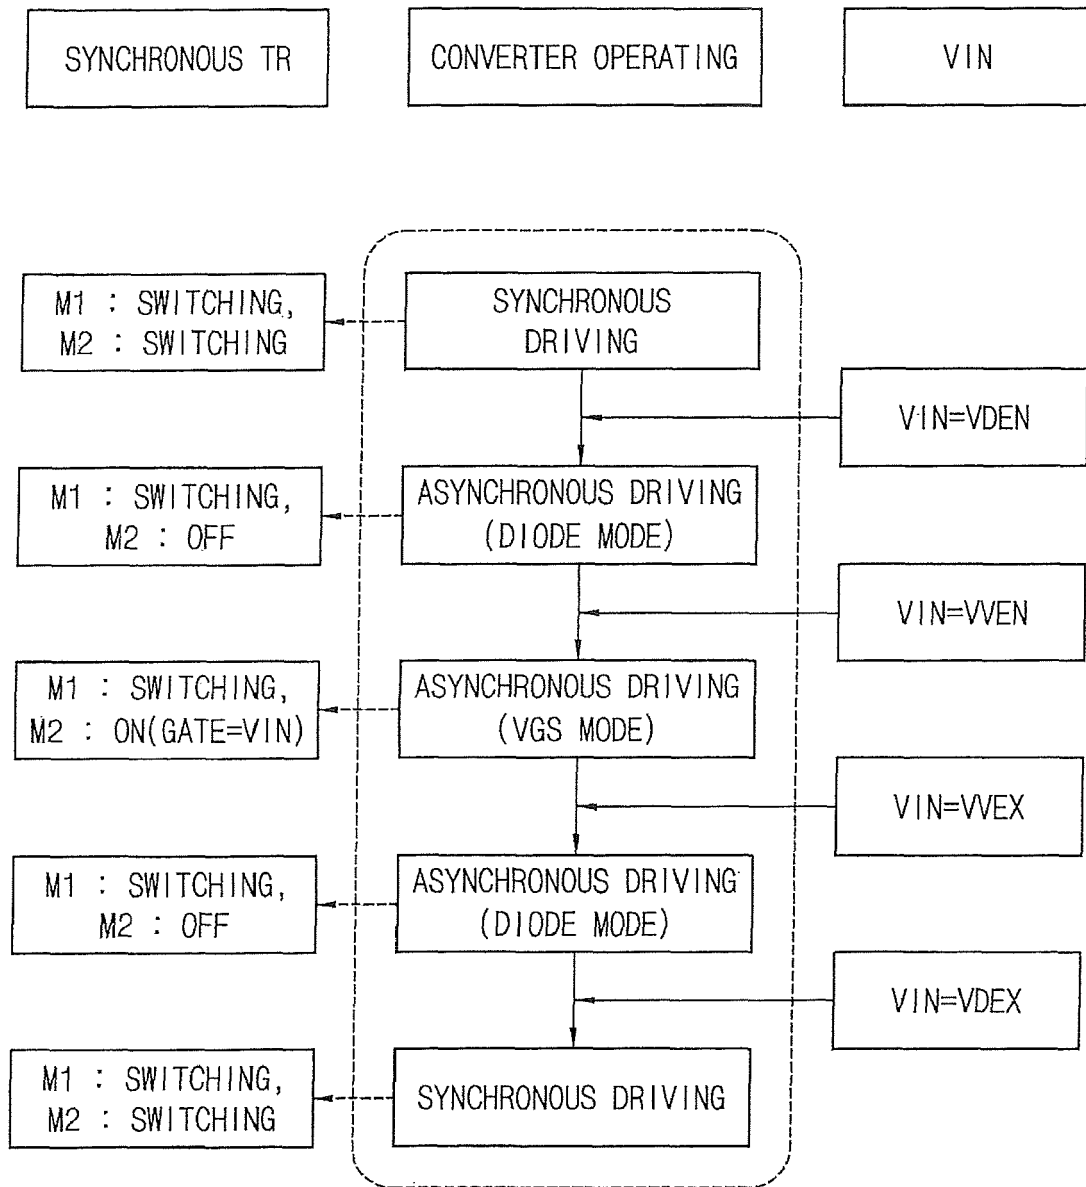 SYNCHRONOUS TR
CONVERTER OPERATING
VIN
M1 : SWITCHING,
M2 : SWITCHING
SYNCHRONOUS
DRIVING
VIN=VDEN
M1 : SWITCHING,
M2 : OFF
ASYNCHRONOUS DRIVING
(DIODE MODE)
VIN=VVEN
M1 : SWITCHING,
M2 : ON(GATE=VIN)
ASYNCHRONOUS DRIVING
(VGS MODE)
VIN=VVEX
M1 : SWITCHING,
M2 : OFF
ASYNCHRONOUS DRIVING
(DIODE MODE)
VIN=VDEX
M1 : SWITCHING,
M2 : SWITCHING
SYNCHRONOUS DRIVING